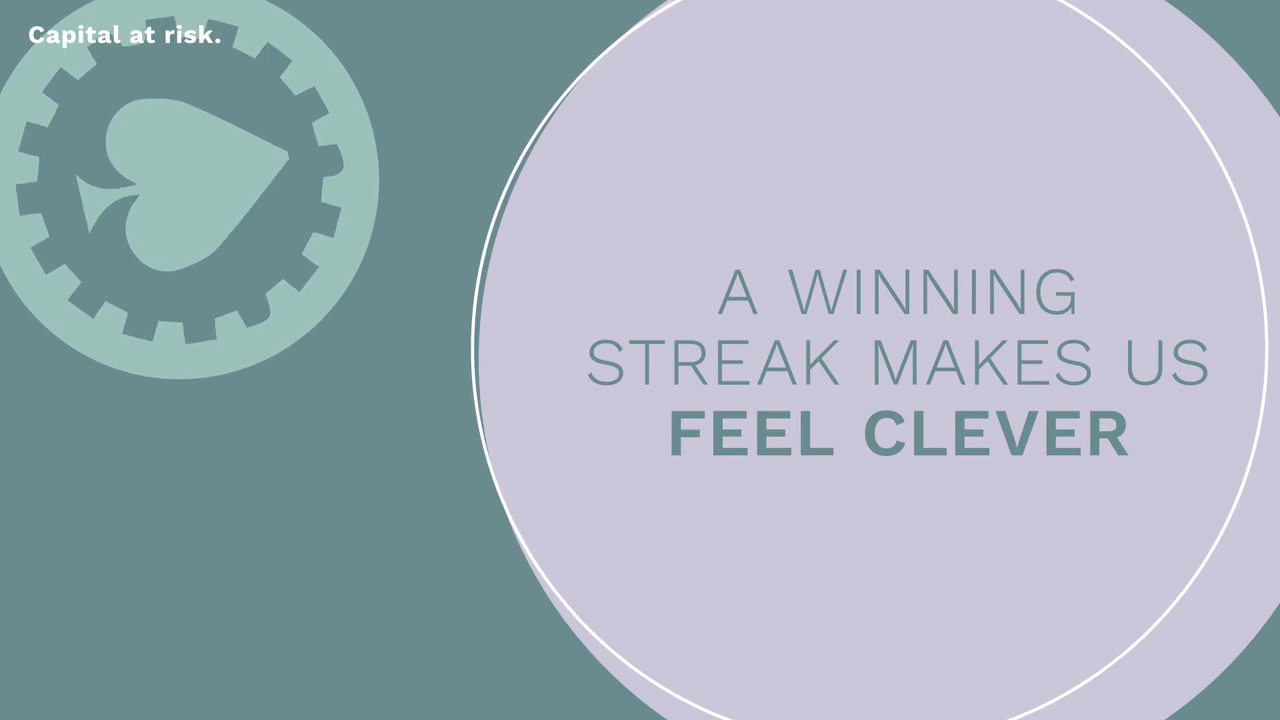 Capital at risk.
A WINNING
STREAK MAKES US
FEEL CLEVER